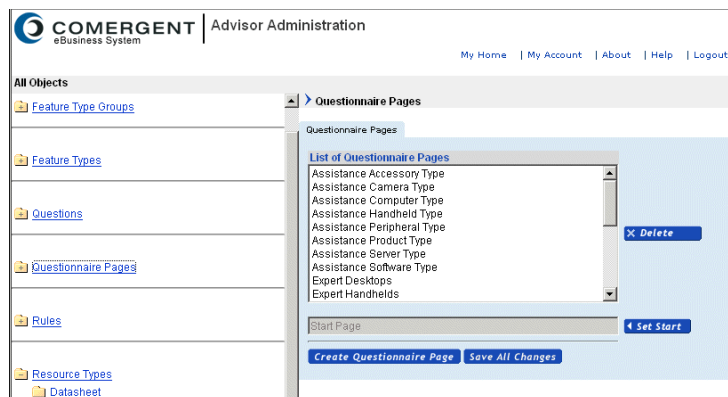 COMERGENT
eBusiness System
Advisor Administration
My Home | My Account | About | Help | Logout
All Objects
Feature Type Groups
Feature Types
Questions
Questionnaire Pages
Rules
Resource Types
Datasheet
Questionnaire Pages
Questionnaire Pages
List of Questionnaire Pages
Assistance Accessory Type
Assistance Camera Type
Assistance Computer Type
Assistance Handheld Type
Assistance Peripheral Type
Assistance Product Type
Assistance Server Type
Assistance Software Type
Expert Desktops
Expert Handhelds
Delete
Start Page
Set Start
Create Questionnaire Page
Save All Changes